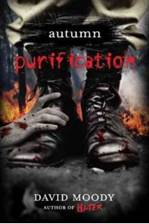 autumn
purification
DAVID MOODY
AUTHOR OF HATER